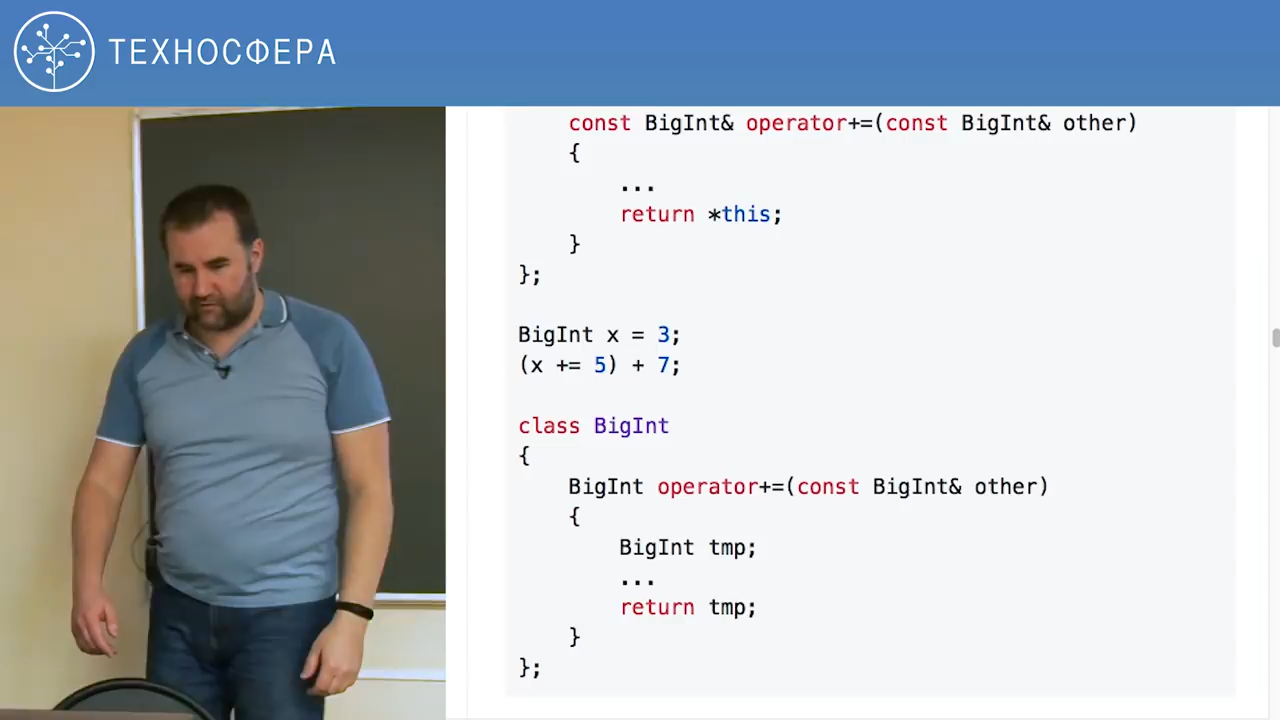 ТЕХНОСФЕРА
const BigInt& operator+=(const BigInt& other)
{
...
return *this;
}
};
BigInt x = 3;
(x += 5) + 7;
class BigInt
{
BigInt operator+=(const BigInt& other)
{
BigInt tmp;
...
return tmp;
}
};